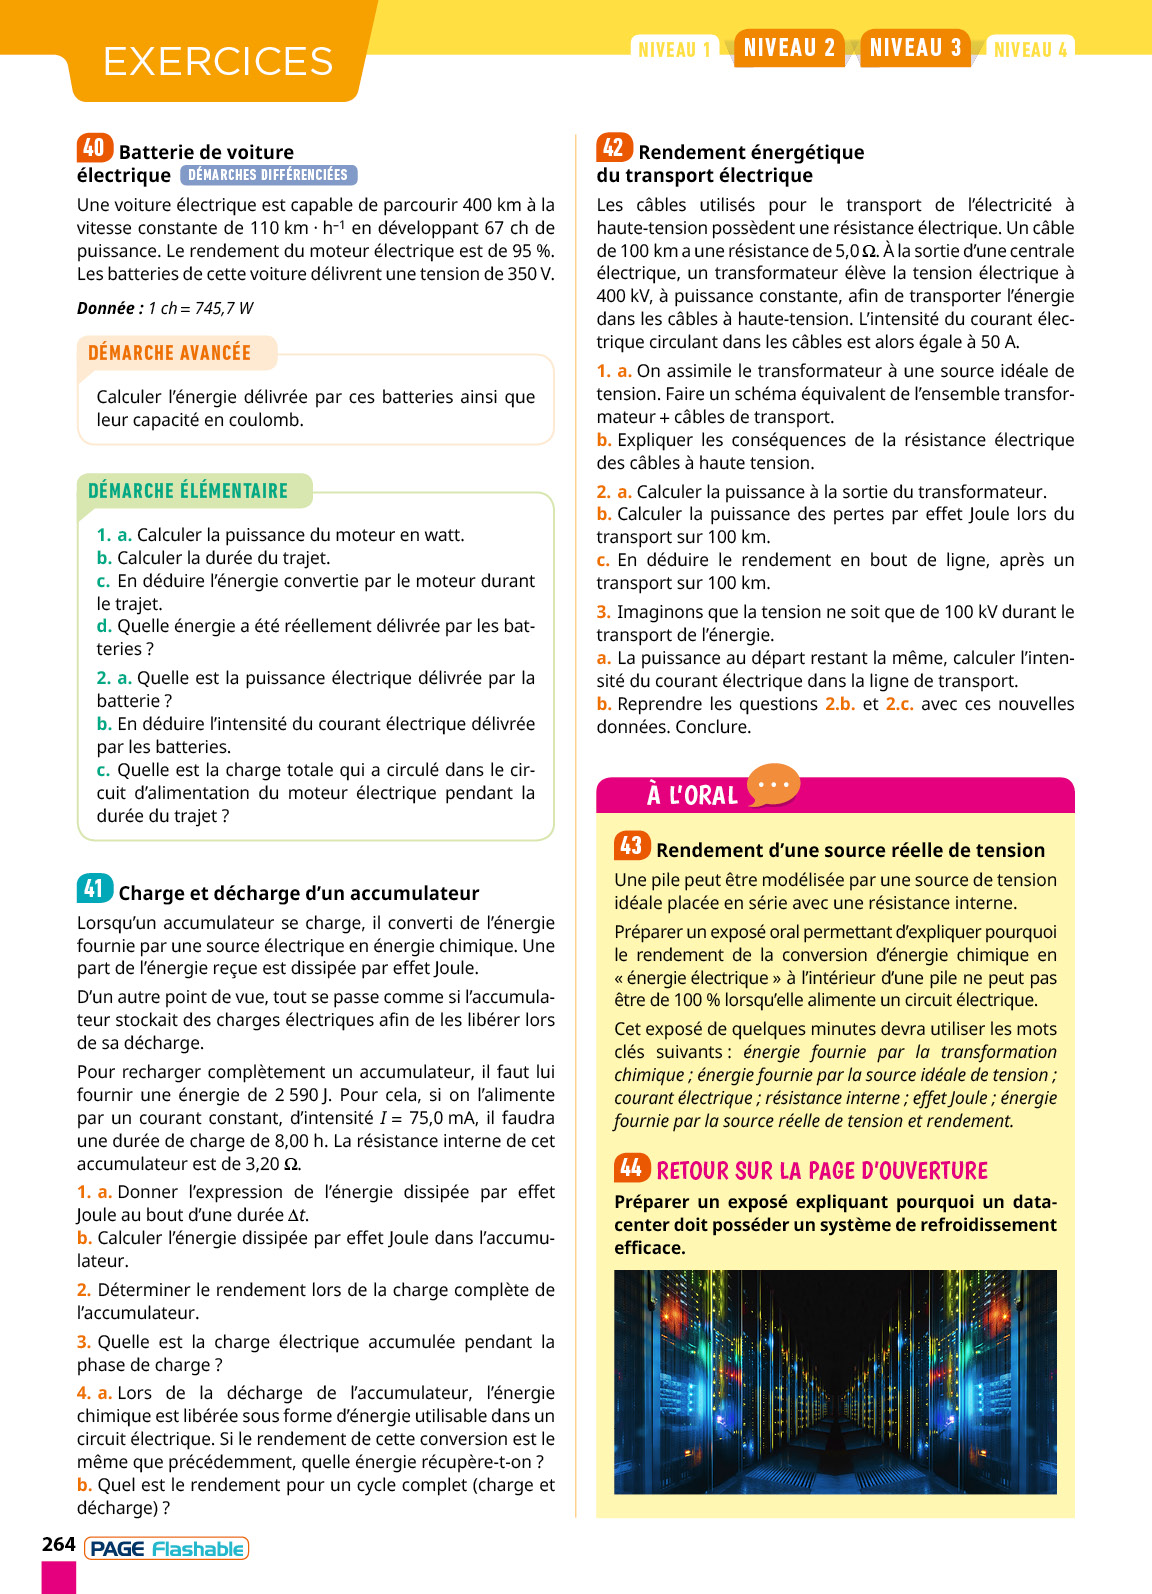 EXERCICES
NIVEAU 1
NIVEAU 2
NIVEAU 3
NIVEAU 4
40 Batterie de voiture
électrique DÉMARCHES DIFFÉRENCIÉES
Une voiture électrique est capable de parcourir 400 km à la
vitesse constante de 110 km · h⁻¹ en développant 67 ch de
puissance. Le rendement du moteur électrique est de 95 %.
Les batteries de cette voiture délivrent une tension de 350 V.
Donnée : 1 ch = 745,7 W
DÉMARCHE AVANCÉE
Calculer l’énergie délivrée par ces batteries ainsi que
leur capacité en coulomb.
DÉMARCHE ÉLÉMENTAIRE
1. a. Calculer la puissance du moteur en watt.
b. Calculer la durée du trajet.
c. En déduire l’énergie convertie par le moteur durant
le trajet.
d. Quelle énergie a été réellement délivrée par les bat-
teries ?
2. a. Quelle est la puissance électrique délivrée par la
batterie ?
b. En déduire l’intensité du courant électrique délivrée
par les batteries.
c. Quelle est la charge totale qui a circulé dans le cir-
cuit d’alimentation du moteur électrique pendant la
durée du trajet ?
41 Charge et décharge d’un accumulateur
Lorsqu’un accumulateur se charge, il converti de l’énergie
fournie par une source électrique en énergie chimique. Une
part de l’énergie reçue est dissipée par effet Joule.
D’un autre point de vue, tout se passe comme si l’accumula-
teur stockait des charges électriques afin de les libérer lors
de sa décharge.
Pour recharger complètement un accumulateur, il faut lui
fournir une énergie de 2 590 J. Pour cela, si on l’alimente
par un courant constant, d’intensité I = 75,0 mA, il faudra
une durée de charge de 8,00 h. La résistance interne de cet
accumulateur est de 3,20 Ω.
1. a. Donner l’expression de l’énergie dissipée par effet
Joule au bout d’une durée Δt.
b. Calculer l’énergie dissipée par effet Joule dans l’accumu-
lateur.
2. Déterminer le rendement lors de la charge complète de
l’accumulateur.
3. Quelle est la charge électrique accumulée pendant la
phase de charge ?
4. a. Lors de la décharge de l’accumulateur, l’énergie
chimique est libérée sous forme d’énergie utilisable dans un
circuit électrique. Si le rendement de cette conversion est le
même que précédemment, quelle énergie récupère-t-on ?
b. Quel est le rendement pour un cycle complet (charge et
décharge) ?
42 Rendement énergétique
du transport électrique
Les câbles utilisés pour le transport de l’électricité à
haute-tension possèdent une résistance électrique. Un câble
de 100 km a une résistance de 5,0 Ω. À la sortie d’une centrale
électrique, un transformateur élève la tension électrique à
400 kV, à puissance constante, afin de transporter l’énergie
dans les câbles à haute-tension. L’intensité du courant élec-
trique circulant dans les câbles est alors égale à 50 A.
1. a. On assimile le transformateur à une source idéale de
tension. Faire un schéma équivalent de l’ensemble transfor-
mateur + câbles de transport.
b. Expliquer les conséquences de la résistance électrique
des câbles à haute tension.
2. a. Calculer la puissance à la sortie du transformateur.
b. Calculer la puissance des pertes par effet Joule lors du
transport sur 100 km.
c. En déduire le rendement en bout de ligne, après un
transport sur 100 km.
3. Imaginons que la tension ne soit que de 100 kV durant le
transport de l’énergie.
a. La puissance au départ restant la même, calculer l’inten-
sité du courant électrique dans la ligne de transport.
b. Reprendre les questions 2.b. et 2.c. avec ces nouvelles
données. Conclure.
À L’ORAL
43 Rendement d’une source réelle de tension
Une pile peut être modélisée par une source de tension
idéale placée en série avec une résistance interne.
Préparer un exposé oral permettant d’expliquer pourquoi
le rendement de la conversion d’énergie chimique en
« énergie électrique » à l’intérieur d’une pile ne peut pas
être de 100 % lorsqu’elle alimente un circuit électrique.
Cet exposé de quelques minutes devra utiliser les mots
clés suivants : énergie fournie par la transformation
chimique ; énergie fournie par la source idéale de tension ;
courant électrique ; résistance interne ; effet Joule ; énergie
fournie par la source réelle de tension et rendement.
44 RETOUR SUR LA PAGE D’OUVERTURE
Préparer un exposé expliquant pourquoi un data-
center doit posséder un système de refroidissement
efficace.
264 PAGE Flashable